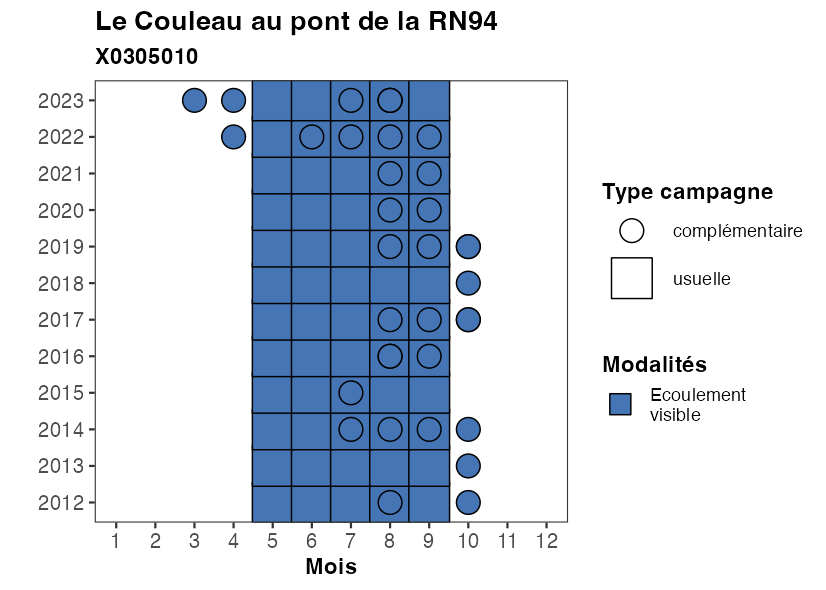 Le Couleau au pont de la RN94
X0305010
2023
2022
2021
2020
2019
2018
2017
2016
2015
2014
2013
2012
1 2 3 4 5 6 7 8 9 10 11 12
Mois
Type campagne
complémentaire
usuelle
Modalités
Ecoulement
visible